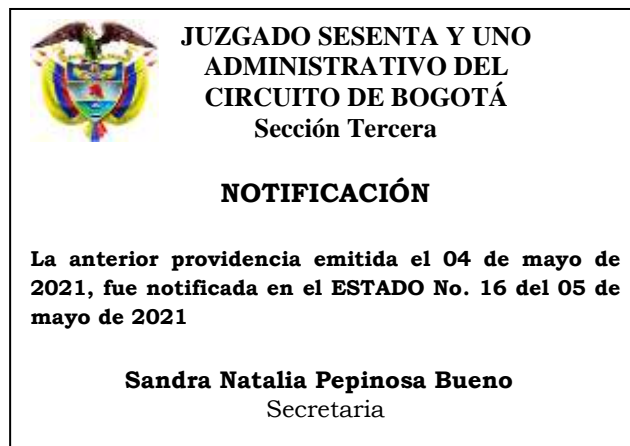 JUZGADO SESENTA Y UNO
ADMINISTRATIVO DEL
CIRCUITO DE BOGOTÁ
Sección Tercera
NOTIFICACIÓN
La anterior providencia emitida el 04 de mayo de
2021, fue notificada en el ESTADO No. 16 del 05 de
mayo de 2021
Sandra Natalia Pepinosa Bueno
Secretaria